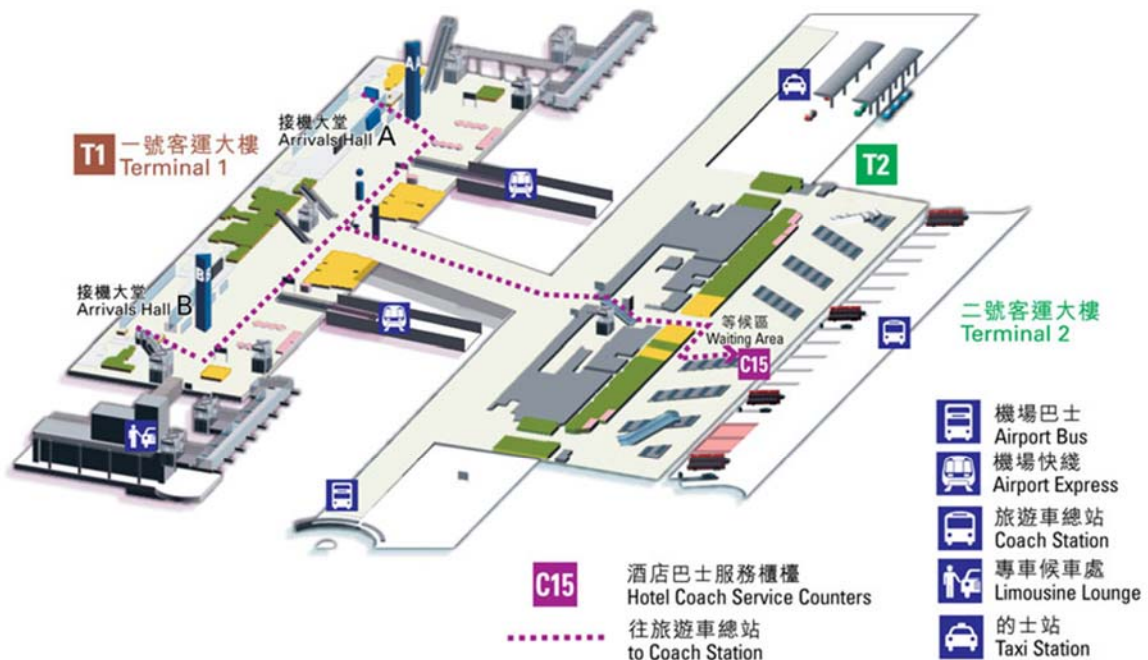 接機大堂
Arrivals Hall A
T1
一號客運大樓
Terminal 1
T2
接機大堂
Arrivals Hall B
等候區
Waiting Area
C15
二號客運大樓
Terminal 2
機場巴士
Airport Bus
機場快綫
Airport Express
旅遊車總站
Coach Station
專車候車處
Limousine Lounge
的士站
Taxi Station
C15
酒店巴士服務櫃檯
Hotel Coach Service Counters
往旅遊車總站
to Coach Station